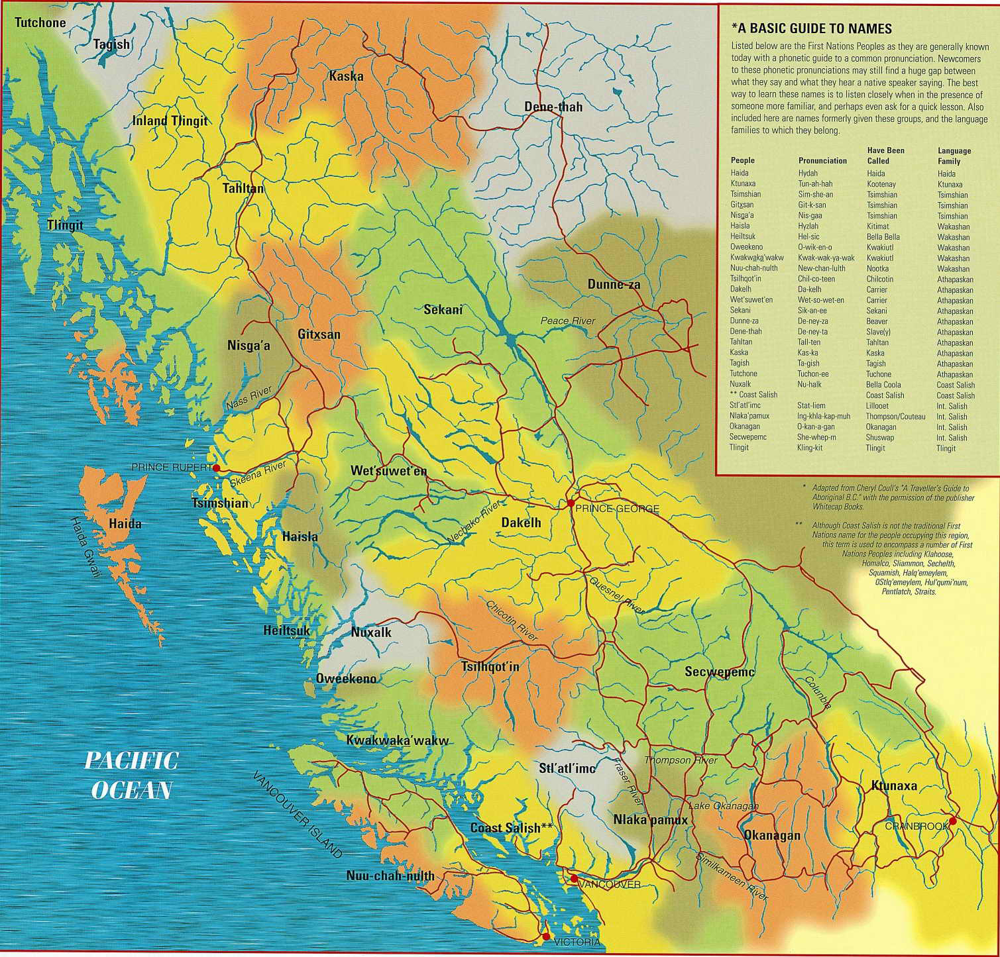 Tutchone
Tagish
Kaska
Dene-thah
Inland Tlingit
Tahltan
Tlingit
Dunne-za
Sekani
Peace River
Gitxsan
Nisga'a
Nass River
PRINCE RUPERT
Skeena River
Wet'suwet'en
Tsimshian
Haida
Haida Gwaii
Haisla
Nechako River
Dakelh
PRINCE GEORGE
Quesnel River
Chicotin River
Heiltsuk
Nuxalk
Oweekeno
Tsilhqot'in
Secwepemc
Columbia
Kwakwaka'wakw
PACIFIC
OCEAN
VANCOUVER ISLAND
Stl'atl'imc
Fraser River
Thompson River
Lake Okanagan
Nlaka'pamux
Ktunaxa
CRANBROOK
Coast Salish**
Okanagan
Similkameen River
Nuu-chah-nulth
VANCOUVER
VICTORIA
*A BASIC GUIDE TO NAMES
Listed below are the First Nations Peoples as they are generally known
today with a phonetic guide to a common pronunciation. Newcomers
to these phonetic pronunciations may still find a huge gap between
what they say and what they hear a native speaker saying. The best
way to learn these names is to listen closely when in the presence of
someone more familiar, and perhaps even ask for a quick lesson. Also
included here are names formerly given these groups, and the language
families to which they belong.
Have Been Language
People Pronunciation Called Family
Haida Hydah Haida Haida
Ktunaxa Tun-ah-hah Kootenay Ktunaxa
Tsimshian Sim-she-an Tsimshian Tsimshian
Gitxsan Git-k-san Tsimshian Tsimshian
Nisga'a Nis-gaa Tsimshian Tsimshian
Haisla Hyzlah Kitimat Wakashan
Heiltsuk Hel-sic Bella Bella Wakashan
Oweekeno O-wik-en-o Kwakiutl Wakashan
Kwakwaka'wakw Kwak-wak-ya-wak Kwakiutl Wakashan
Nuu-chah-nulth New-chan-lulth Nootka Wakashan
Tsilhqot'in Chil-co-teen Chilcotin Athapaskan
Dakelh Da-kelh Carrier Athapaskan
Wet'suwet'en Wet-so-wet-en Carrier Athapaskan
Sekani Sik-an-ee Sekani Athapaskan
Dunne-za De-ney-za Beaver Athapaskan
Dene-thah De-ney-ta Slave(y) Athapaskan
Tahltan Tall-ten Tahltan Athapaskan
Kaska Kas-ka Kaska Athapaskan
Tagish Ta-gish Tagish Athapaskan
Tutchone Tuchon-ee Tuchone Athapaskan
Nuxalk Nu-halk Bella Coola Coast Salish
** Coast Salish Coast Salish Coast Salish
Stl'atl'imc Stat-liem Lillooet Int. Salish
Nlaka'pamux Ing-khla-kap-muh Thompson/Couteau Int. Salish
Okanagan O-kan-a-gan Okanagan Int. Salish
Secwepemc She-whep-m Shuswap Int. Salish
Tlingit Kling-kit Tlingit Tlingit
* Adapted from Cheryl Coull's "A Traveller's Guide to
Aboriginal B.C." with the permission of the publisher
Whitecap Books.
** Although Coast Salish is not the traditional First
Nations name for the people occupying this region,
this term is used to encompass a number of First
Nations Peoples including Klahoose,
Homalco, Sliammon, Sechelth,
Squamish, Halq'emeylem,
OStlq'emeylem, Hul'qumi'num,
Pentlatch, Straits.